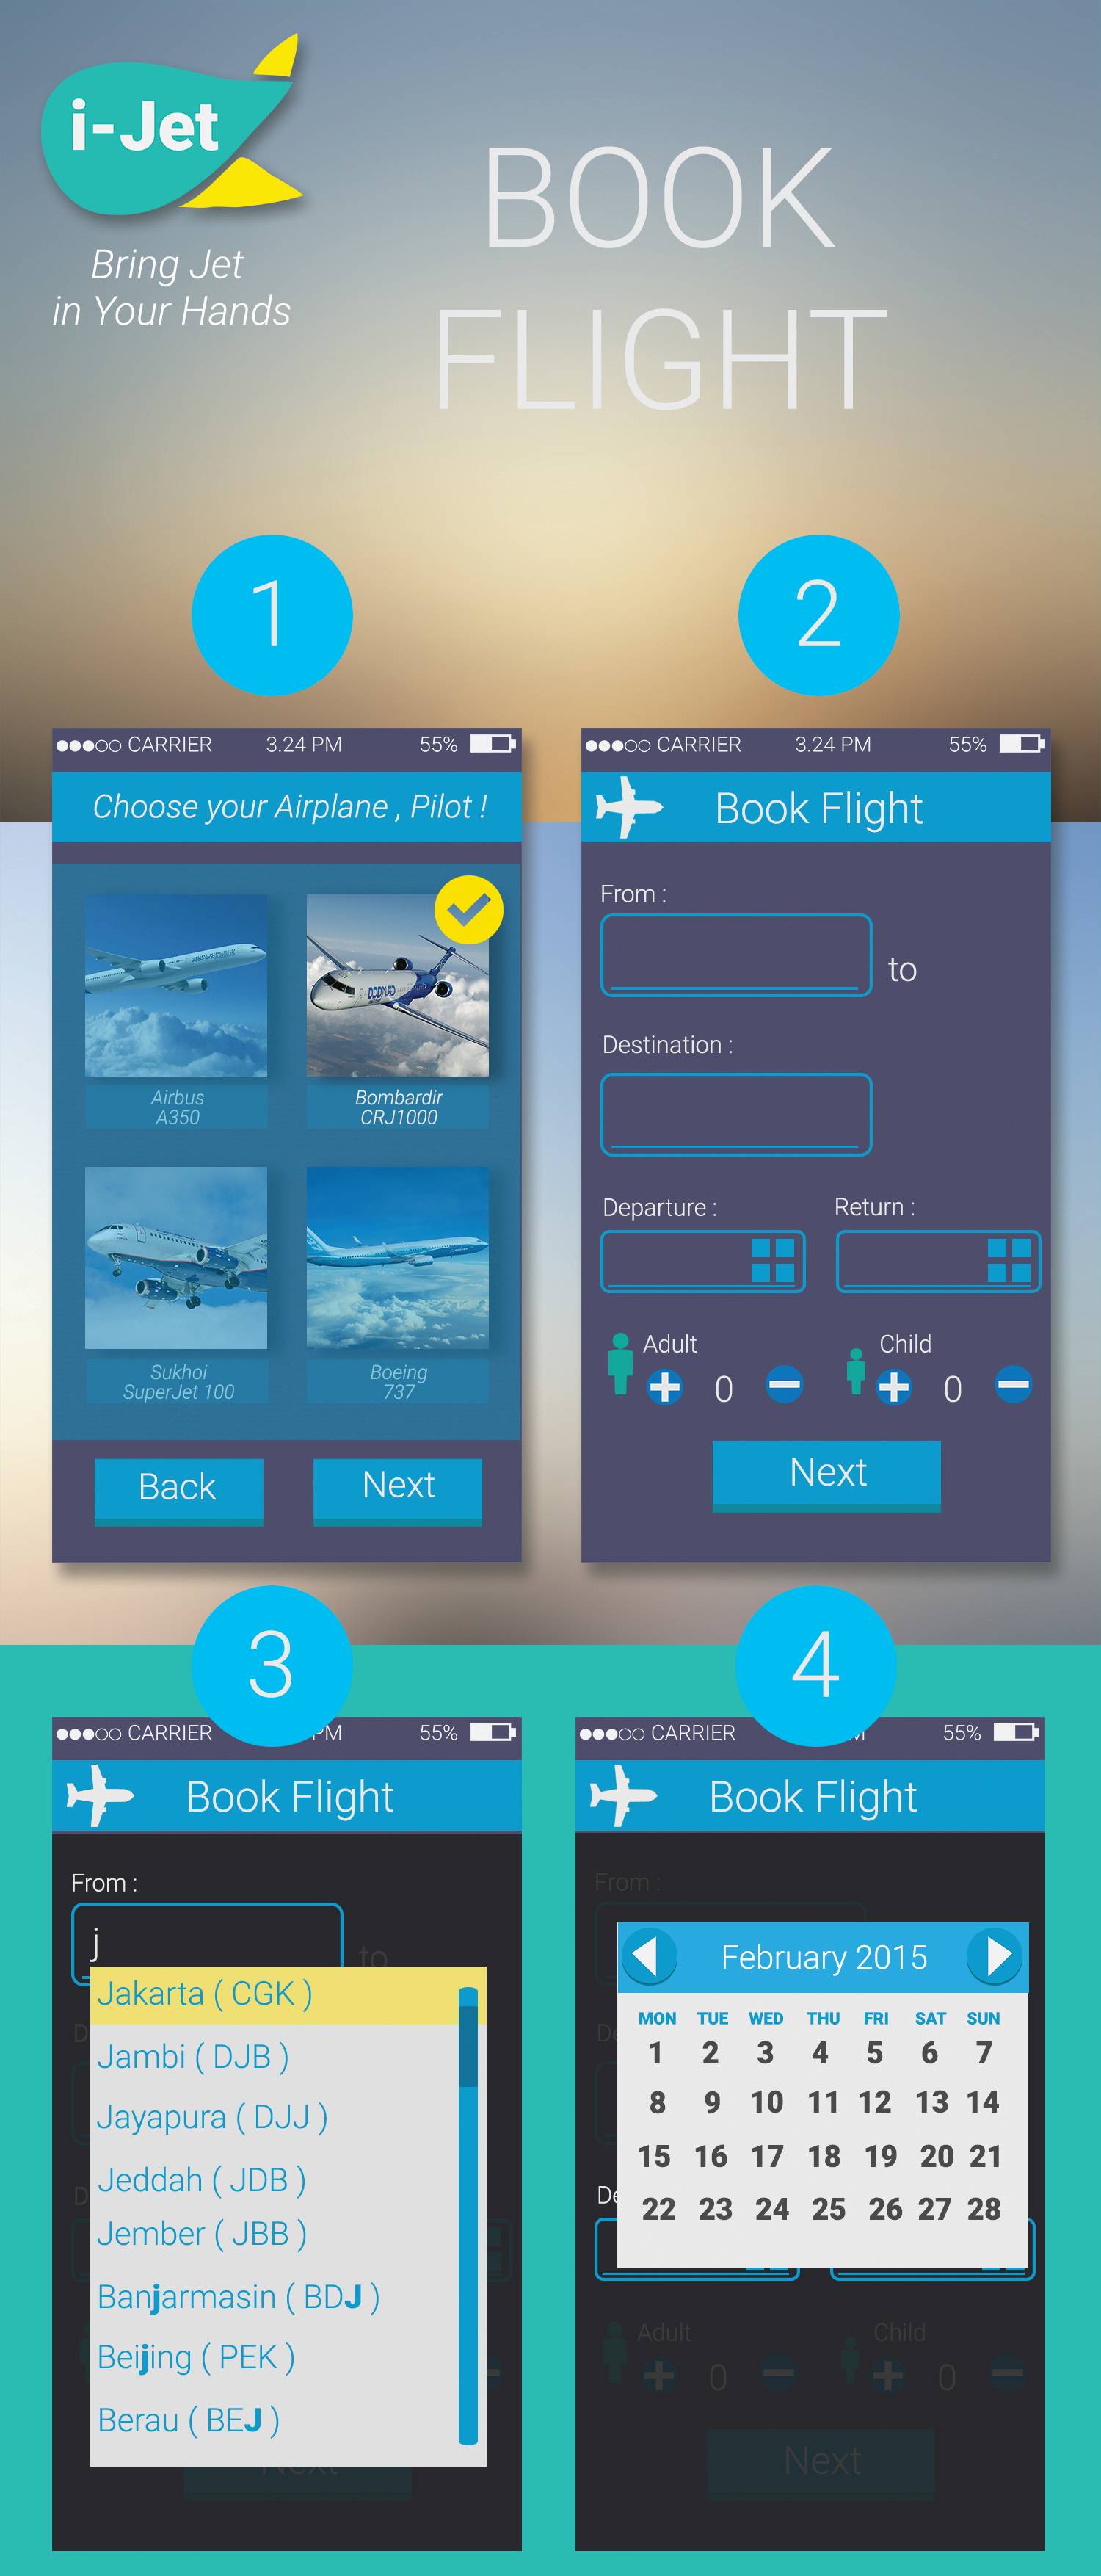 i-Jet
Bring Jet
in Your Hands
BOOK
FLIGHT
1
2
CARRIER 3.24 PM 55%
Choose your Airplane , Pilot !
Airbus
A350
Bombardir
CRJ1000
Sukhoi
SuperJet 100
Boeing
737
Back
Next
CARRIER 3.24 PM 55%
Book Flight
From :
to
Destination :
Departure :
Return :
Adult
Child
0
0
Next
3
4
CARRIER PM 55%
Book Flight
From :
j
to
Jakarta ( CGK )
Jambi ( DJB )
Jayapura ( DJJ )
Jeddah ( JDB )
Jember ( JBB )
Banjarmasin ( BDJ )
Beijing ( PEK )
Berau ( BEJ )
Next
CARRIER M 55%
Book Flight
From :
February 2015
MON TUE WED THU FRI SAT SUN
1 2 3 4 5 6 7
8 9 10 11 12 13 14
15 16 17 18 19 20 21
22 23 24 25 26 27 28
De
Adult
Child
0
0
Next